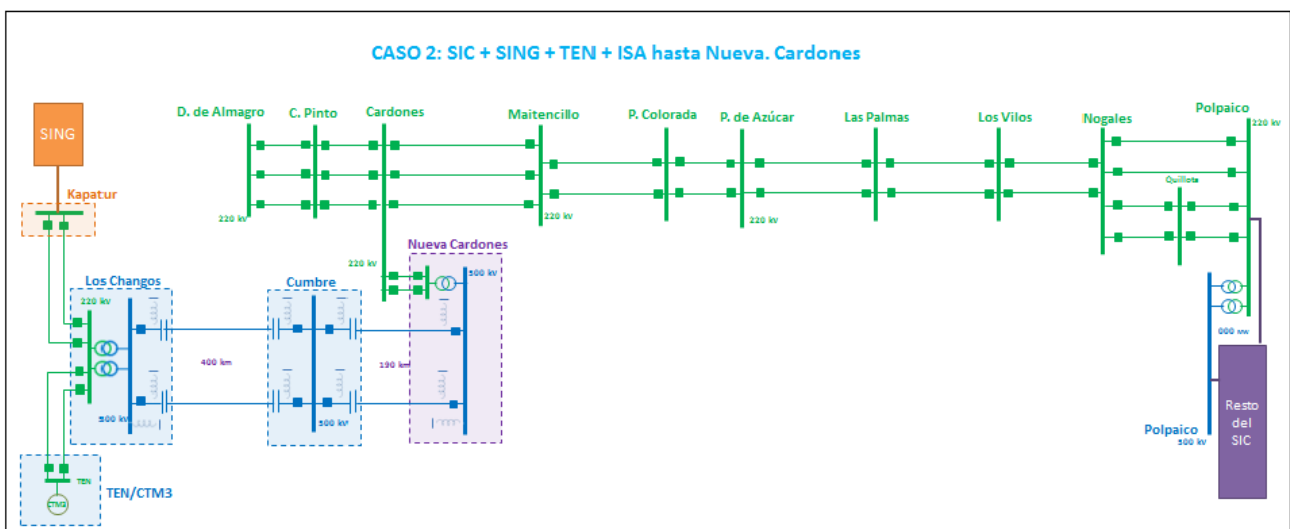 CASO 2: SIC + SING + TEN + ISA hasta Nueva. Cardones
SING
Kapatur
D. de Almagro
C. Pinto
Cardones
Maitencillo
P. Colorada
P. de Azúcar
Las Palmas
Los Vilos
Nogales
Polpaico
220 kV
Quillota
220 kV
220 kV
220 kV
Nueva Cardones
220 kV
500 kV
Los Changos
220 kV
Cumbre
400 km
190 km
500 kV
500 kV
000 MW
Polpaico
500 kV
Resto
del
SIC
TEN
CTM3
TEN/CTM3